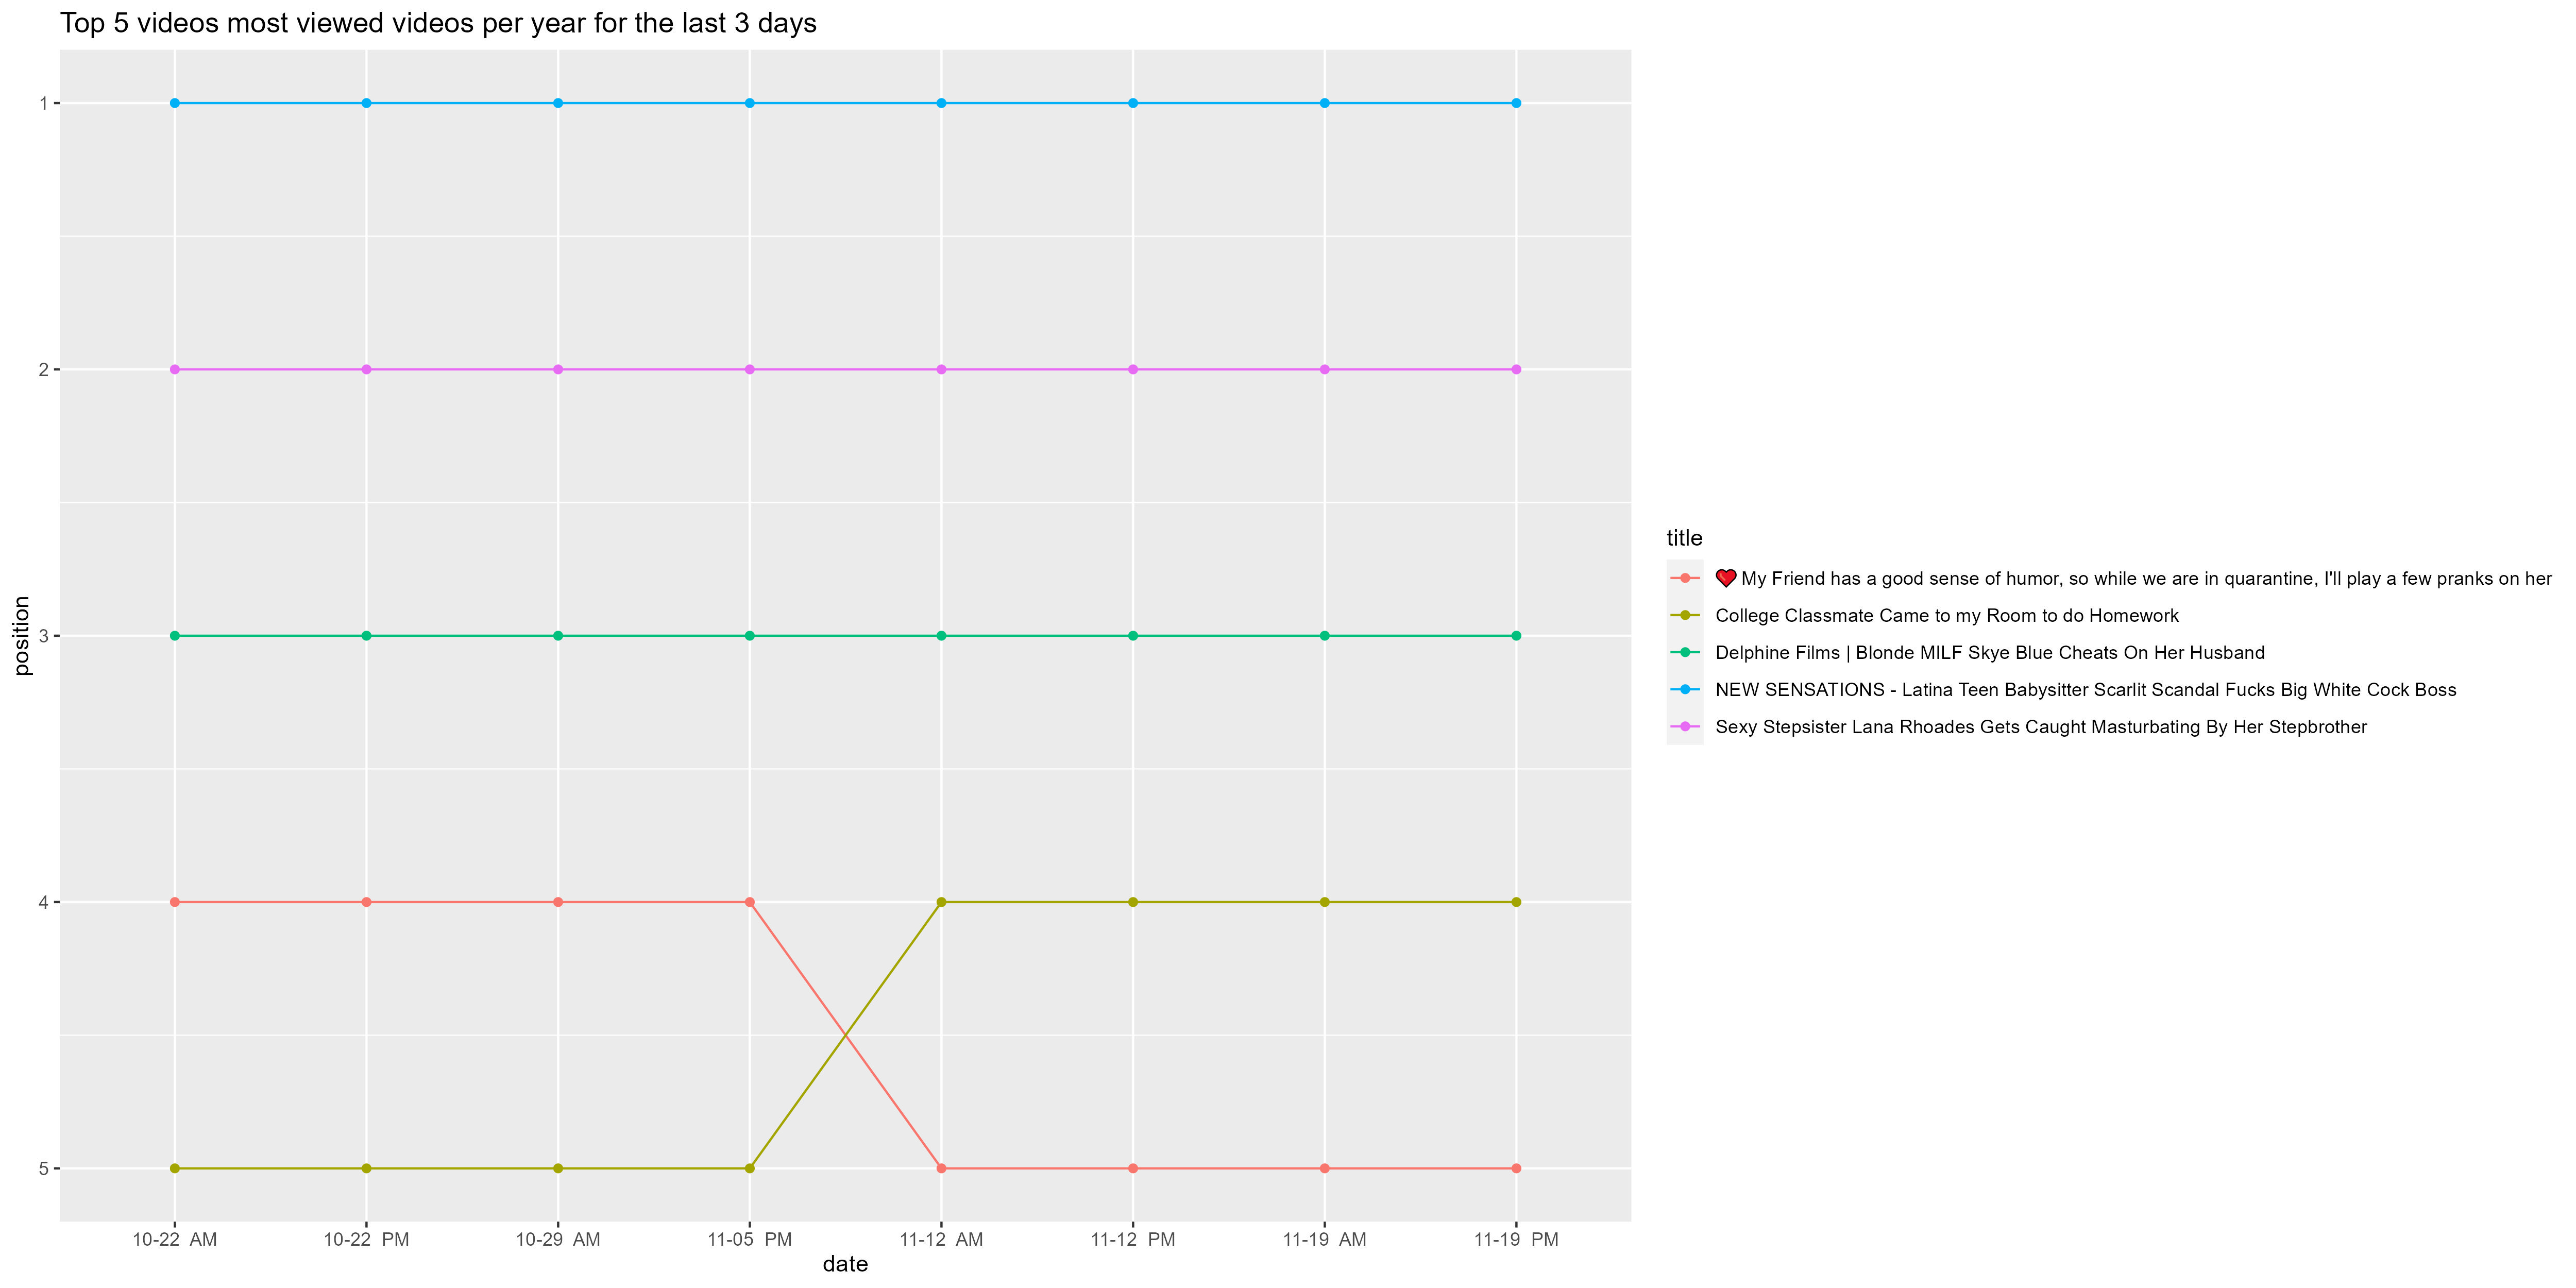 Top 5 videos most viewed videos per year for the last 3 days
position
1
2
3
4
5
10-22 AM
10-22 PM
10-29 AM
11-05 PM
11-12 AM
11-12 PM
11-19 AM
11-19 PM
date
title
❤️ My Friend has a good sense of humor, so while we are in quarantine, I'll play a few pranks on her
College Classmate Came to my Room to do Homework
Delphine Films | Blonde MILF Skye Blue Cheats On Her Husband
NEW SENSATIONS - Latina Teen Babysitter Scarlit Scandal Fucks Big White Cock Boss
Sexy Stepsister Lana Rhoades Gets Caught Masturbating By Her Stepbrother